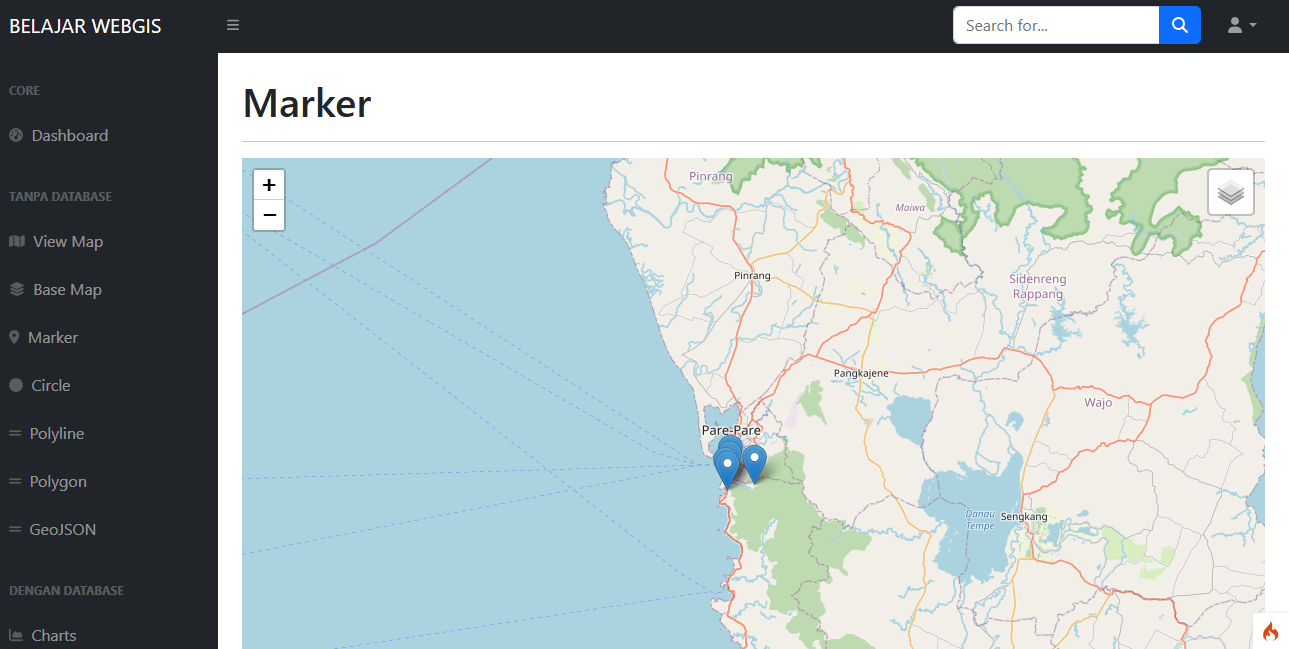 BELAJAR WEBGIS
Search for...
CORE
Dashboard
TANPA DATABASE
View Map
Base Map
Marker
Circle
Polyline
Polygon
GeoJSON
DENGAN DATABASE
Charts
Marker
+
−
Pinrang
Maiwa
Pinrang
Sidenreng
Rappang
Pangkajene
Wajo
Pare-Pare
Danau
Tempe
Sengkang